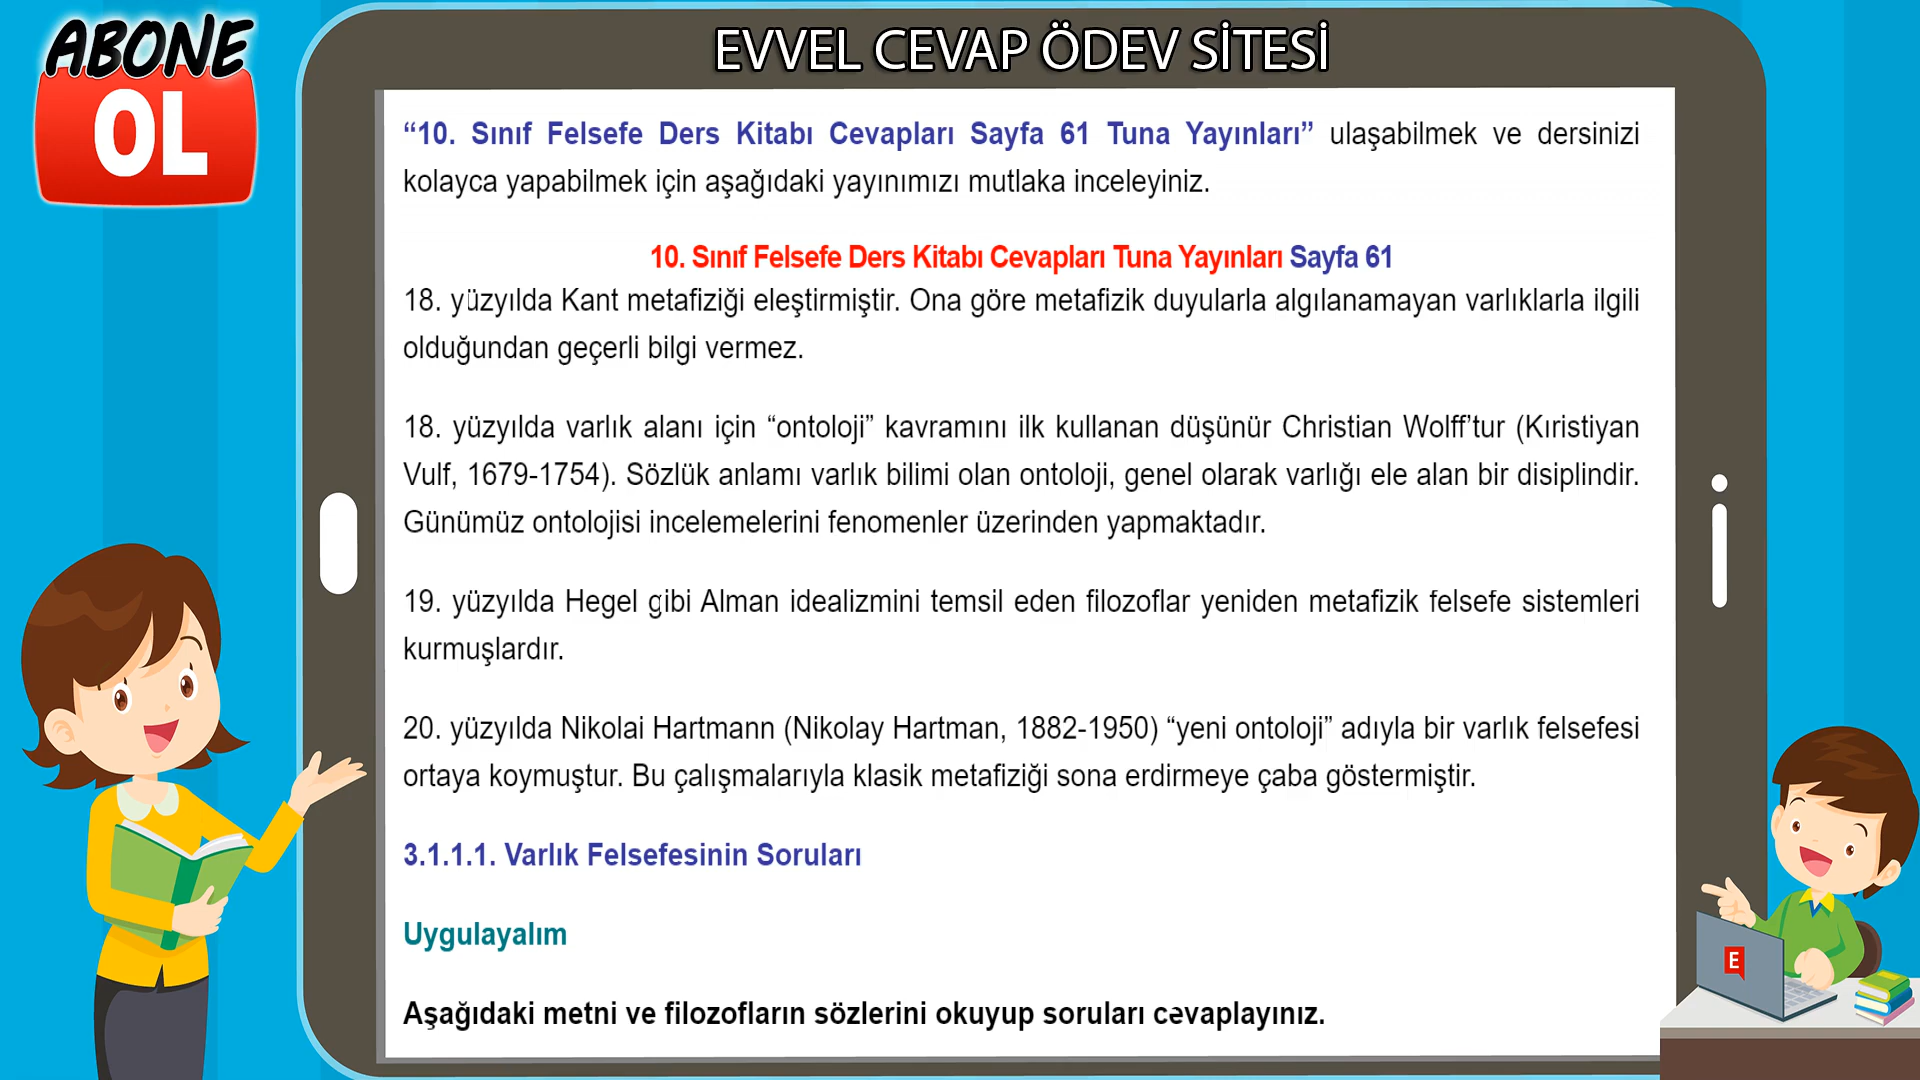 ABONE
OL
EVVEL CEVAP ÖDEV SİTESİ
“10. Sınıf Felsefe Ders Kitabı Cevapları Sayfa 61 Tuna Yayınları” ulaşabilmek ve dersinizi
kolayca yapabilmek için aşağıdaki yayınımızı mutlaka inceleyiniz.
10. Sınıf Felsefe Ders Kitabı Cevapları Tuna Yayınları Sayfa 61
18. yüzyılda Kant metafiziği eleştirmiştir. Ona göre metafizik duyularla algılanamayan varlıklarla ilgili
olduğundan geçerli bilgi vermez.
18. yüzyılda varlık alanı için “ontoloji” kavramını ilk kullanan düşünür Christian Wolff’tur (Kıristiyan
Vulf, 1679-1754). Sözlük anlamı varlık bilimi olan ontoloji, genel olarak varlığı ele alan bir disiplindir.
Günümüz ontolojisi incelemelerini fenomenler üzerinden yapmaktadır.
19. yüzyılda Hegel gibi Alman idealizmini temsil eden filozoflar yeniden metafizik felsefe sistemleri
kurmuşlardır.
20. yüzyılda Nikolai Hartmann (Nikolay Hartman, 1882-1950) “yeni ontoloji” adıyla bir varlık felsefesi
ortaya koymuştur. Bu çalışmalarıyla klasik metafiziği sona erdirmeye çaba göstermiştir.
3.1.1.1. Varlık Felsefesinin Soruları
Uygulayalım
Aşağıdaki metni ve filozofların sözlerini okuyup soruları cevaplayınız.
E